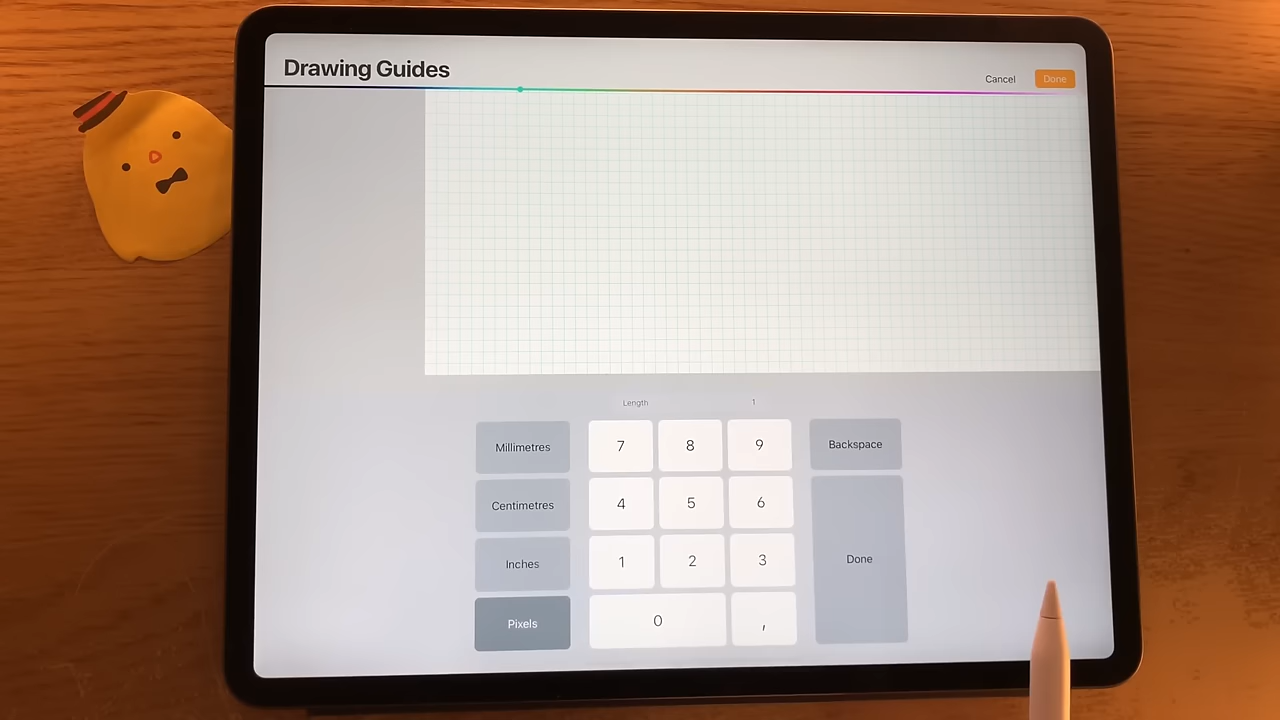 Drawing Guides
Cancel Done
Length 1
Millimetres 7 8 9 Backspace
Centimetres 4 5 6
Inches 1 2 3 Done
Pixels 0 ,